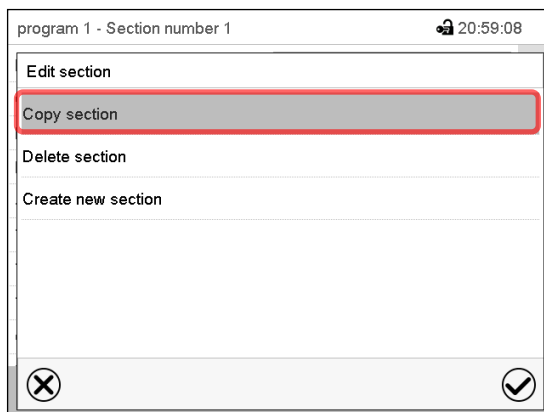 program 1 - Section number 1 20:59:08
Edit section
Copy section
Delete section
Create new section